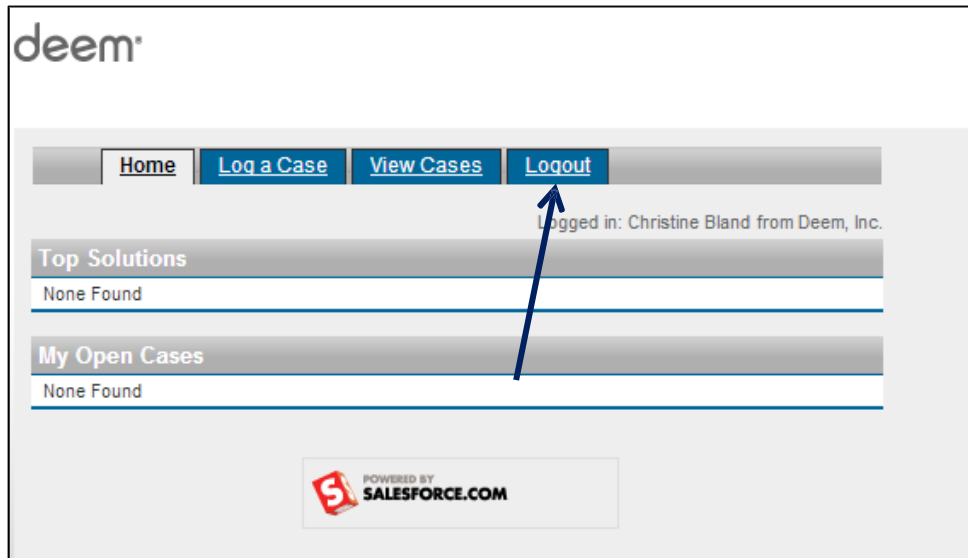 deem
Home Log a Case View Cases Logout
Logged in: Christine Bland from Deem, Inc.
Top Solutions
None Found
My Open Cases
None Found
POWERED BY
SALESFORCE.COM